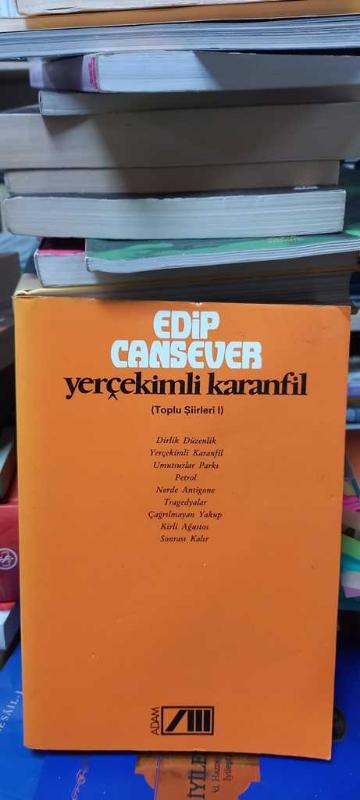 EDİP
CANSEVER
yerçekimli karanfil
(Toplu Şiirleri I)
Dirlik Düzenlik
Yerçekimli Karanfil
Umutsuzlar Parkı
Petrol
Nerde Antigone
Tragedyalar
Çağrılmayan Yakup
Kirli Ağustos
Sonrası Kalır
ADAM